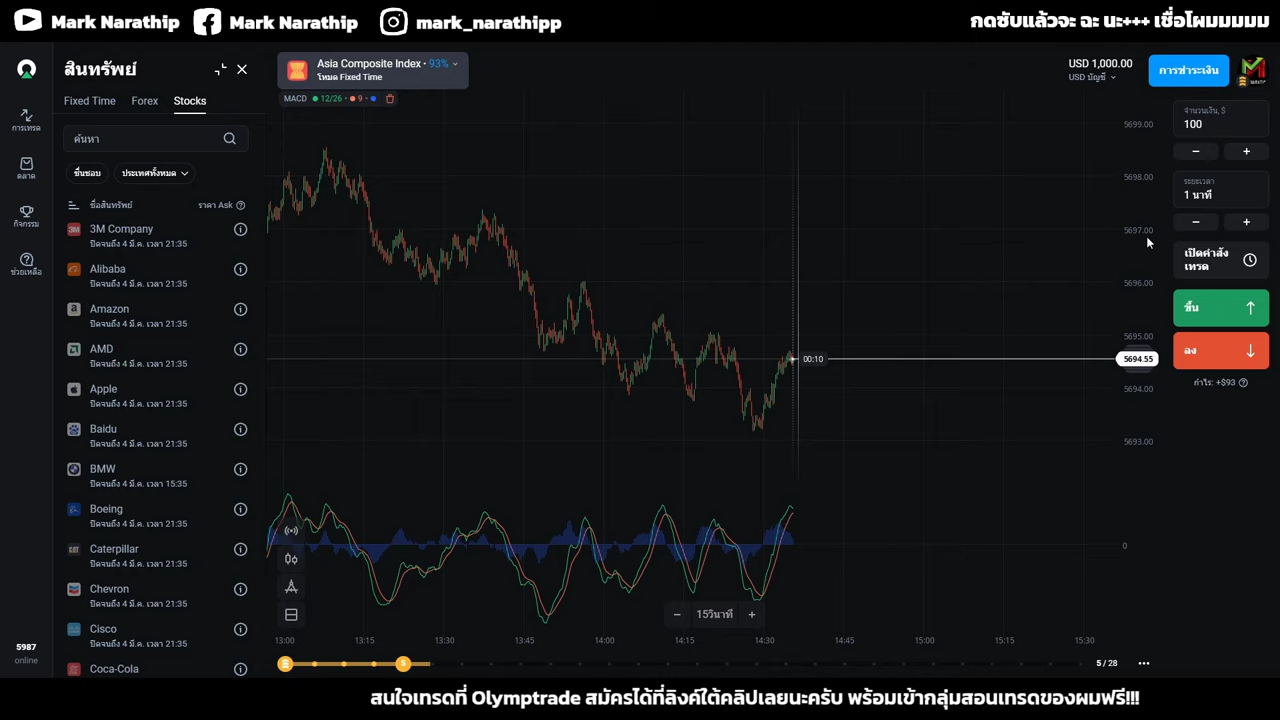 Mark Narathip Mark Narathip mark_narathipp กดซับแล้วจะ ฉะ นะ+++ เชื่อโผมมมมม
สินทรัพย์
Fixed Time Forex Stocks
ค้นหา
ชื่นชอบ ประเภททั้งหมด
ชื่อสินทรัพย์ ราคา Ask
3M Company
ปิดจนถึง 4 มี.ค. เวลา 21:35
Alibaba
ปิดจนถึง 4 มี.ค. เวลา 21:35
Amazon
ปิดจนถึง 4 มี.ค. เวลา 21:35
AMD
ปิดจนถึง 4 มี.ค. เวลา 21:35
Apple
ปิดจนถึง 4 มี.ค. เวลา 21:35
Baidu
ปิดจนถึง 4 มี.ค. เวลา 21:35
BMW
ปิดจนถึง 4 มี.ค. เวลา 15:35
Boeing
ปิดจนถึง 4 มี.ค. เวลา 21:35
Caterpillar
ปิดจนถึง 4 มี.ค. เวลา 21:35
Chevron
ปิดจนถึง 4 มี.ค. เวลา 21:35
Cisco
ปิดจนถึง 4 มี.ค. เวลา 21:35
Coca-Cola
การเทรด
ตลาด
กิจกรรม
ช่วยเหลือ
5987
online
Asia Composite Index • 93%
โหมด Fixed Time
MACD 12/26 • 9
USD 1,000.00
USD บัญชี
การชำระเงิน
จำนวนเงิน, $
100
− +
ระยะเวลา
1 นาที
− +
เปิดคำสั่ง
เทรด
ขึ้น
ลง
กำไร: +$93
5699.00
5698.00
5697.00
5696.00
5695.00
00:10 5694.55
5694.00
5693.00
0
− 15วินาที +
13:00 13:15 13:30 13:45 14:00 14:15 14:30 14:45 15:00 15:15 15:30
5 5 / 28
สนใจเทรดที่ Olymptrade สมัครได้ที่ลิงค์ใต้คลิปเลยนะครับ พร้อมเข้ากลุ่มสอนเทรดของผมฟรี!!!